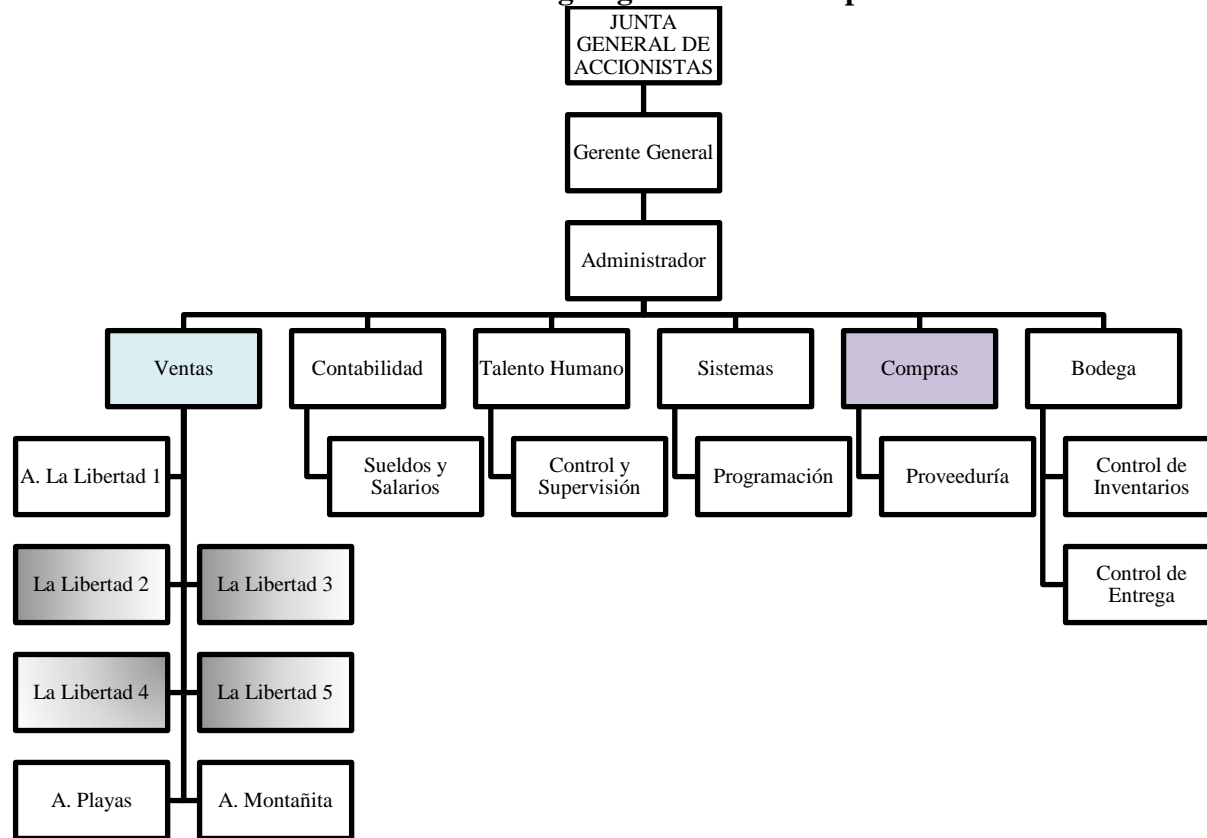 JUNTA
GENERAL DE
ACCIONISTAS
Gerente General
Administrador
Ventas
Contabilidad
Talento Humano
Sistemas
Compras
Bodega
A. La Libertad 1
Sueldos y
Salarios
Control y
Supervisión
Programación
Proveeduría
Control de
Inventarios
La Libertad 2
La Libertad 3
Control de
Entrega
La Libertad 4
La Libertad 5
A. Playas
A. Montañita